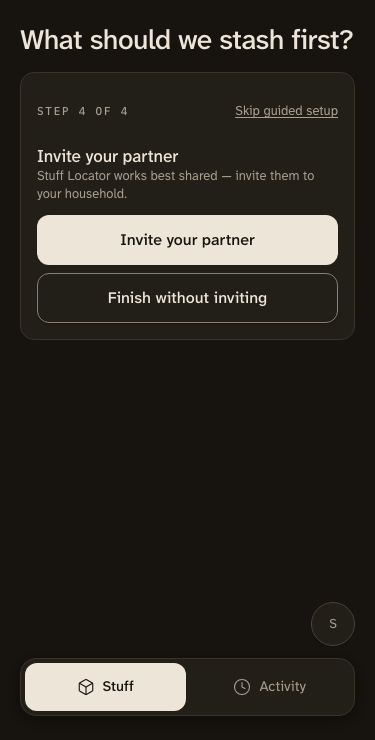 What should we stash first?
STEP 4 OF 4
Skip guided setup
Invite your partner
Stuff Locator works best shared — invite them to
your household.
Invite your partner
Finish without inviting
S
Stuff
Activity